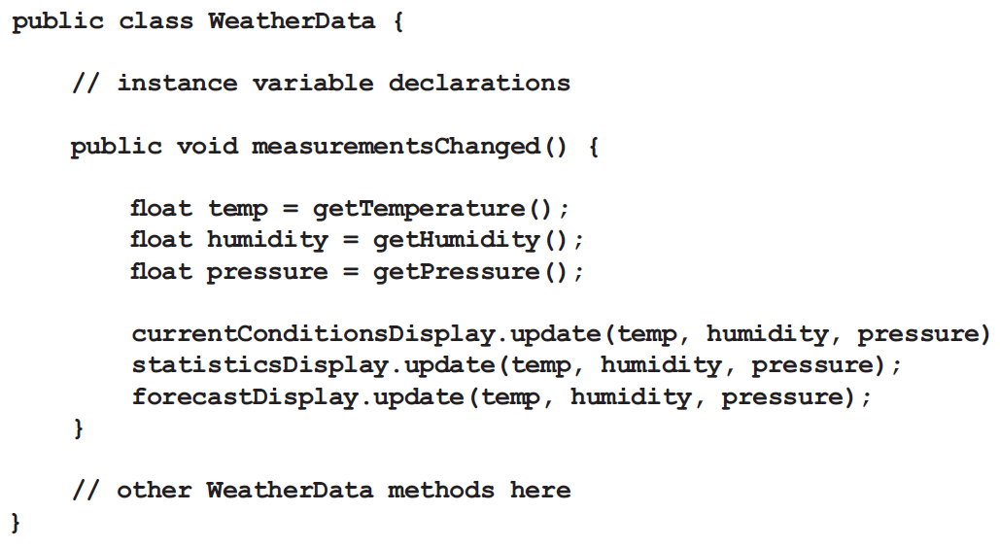 public class WeatherData {
// instance variable declarations
public void measurementsChanged() {
float temp = getTemperature();
float humidity = getHumidity();
float pressure = getPressure();
currentConditionsDisplay.update(temp, humidity, pressure)
statisticsDisplay.update(temp, humidity, pressure);
forecastDisplay.update(temp, humidity, pressure);
}
// other WeatherData methods here
}